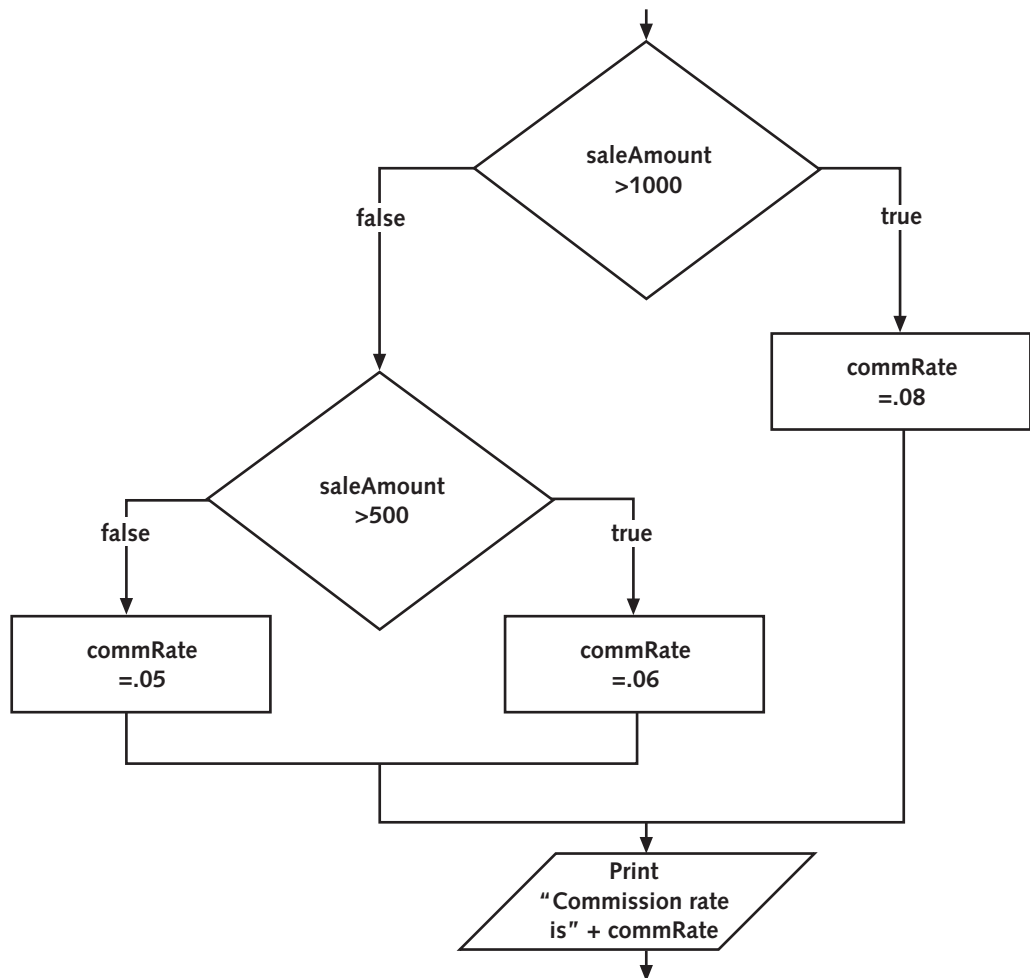 saleAmount
>1000
false
true
commRate
=.08
saleAmount
>500
false
true
commRate
=.05
commRate
=.06
Print
“Commission rate
is” + commRate